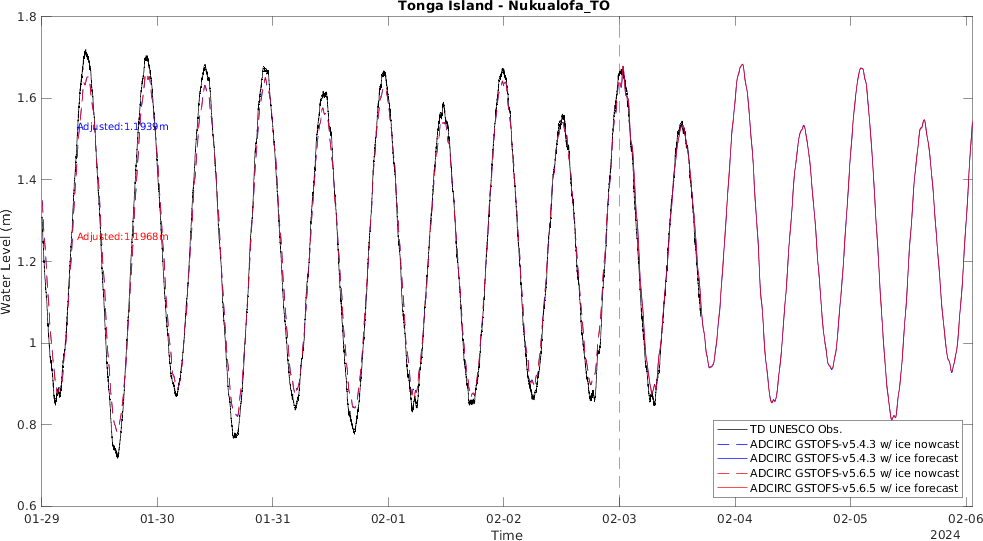 Tonga Island - Nukualofa_TO
1.8
1.6
Adjusted:1.1939m
1.4
Adjusted:1.1968m
1.2
Water Level (m)
1
0.8
TD UNESCO Obs.
ADCIRC GSTOFS-v5.4.3 w/ ice nowcast
ADCIRC GSTOFS-v5.4.3 w/ ice forecast
ADCIRC GSTOFS-v5.6.5 w/ ice nowcast
ADCIRC GSTOFS-v5.6.5 w/ ice forecast
0.6
01-29 01-30 01-31 02-01 02-02 02-03 02-04 02-05 02-06
Time 2024